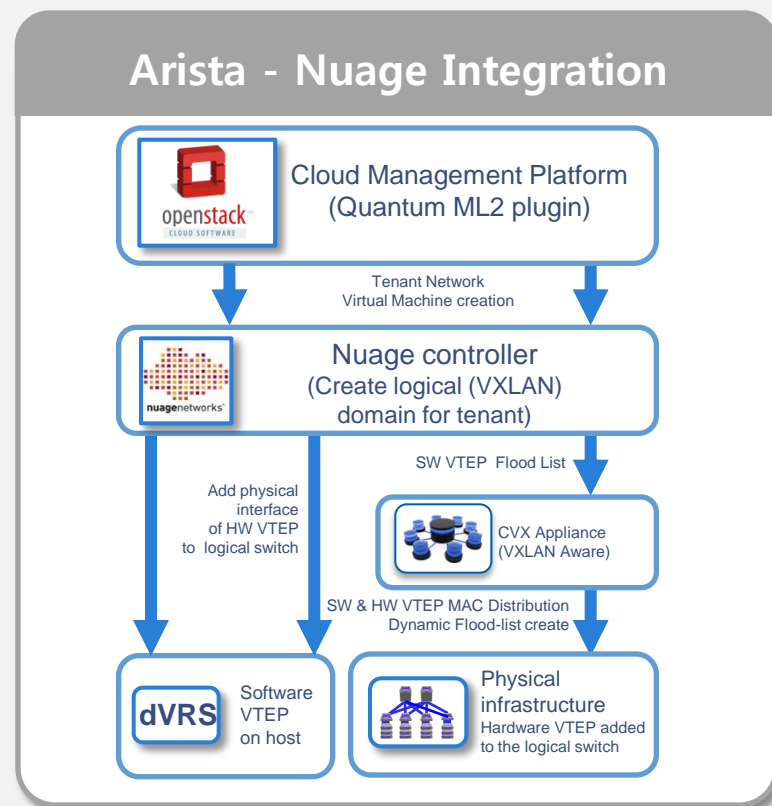 Arista - Nuage Integration
openstack
CLOUD SOFTWARE
Cloud Management Platform
(Quantum ML2 plugin)
Tenant Network
Virtual Machine creation
nuagenetworks
Nuage controller
(Create logical (VXLAN)
domain for tenant)
Add physical
interface
of HW VTEP
to logical switch
SW VTEP Flood List
CVX Appliance
(VXLAN Aware)
SW & HW VTEP MAC Distribution
Dynamic Flood-list create
dVRS
Software
VTEP
on host
Physical
infrastructure
Hardware VTEP added
to the logical switch